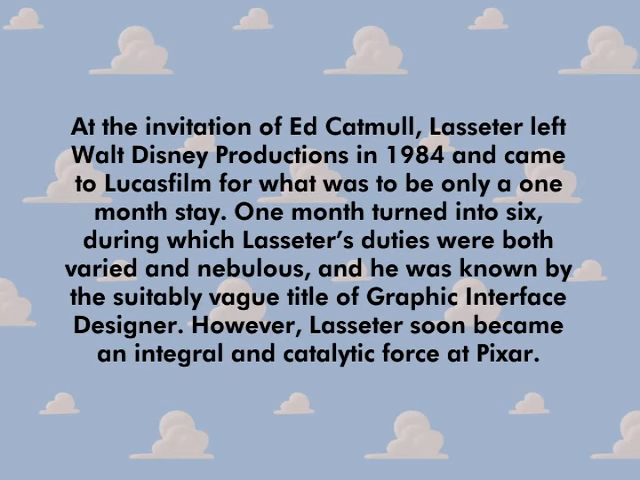 At the invitation of Ed Catmull, Lasseter left
Walt Disney Productions in 1984 and came
to Lucasfilm for what was to be only a one
month stay. One month turned into six,
during which Lasseter's duties were both
varied and nebulous, and he was known by
the suitably vague title of Graphic Interface
Designer. However, Lasseter soon became
an integral and catalytic force at Pixar.